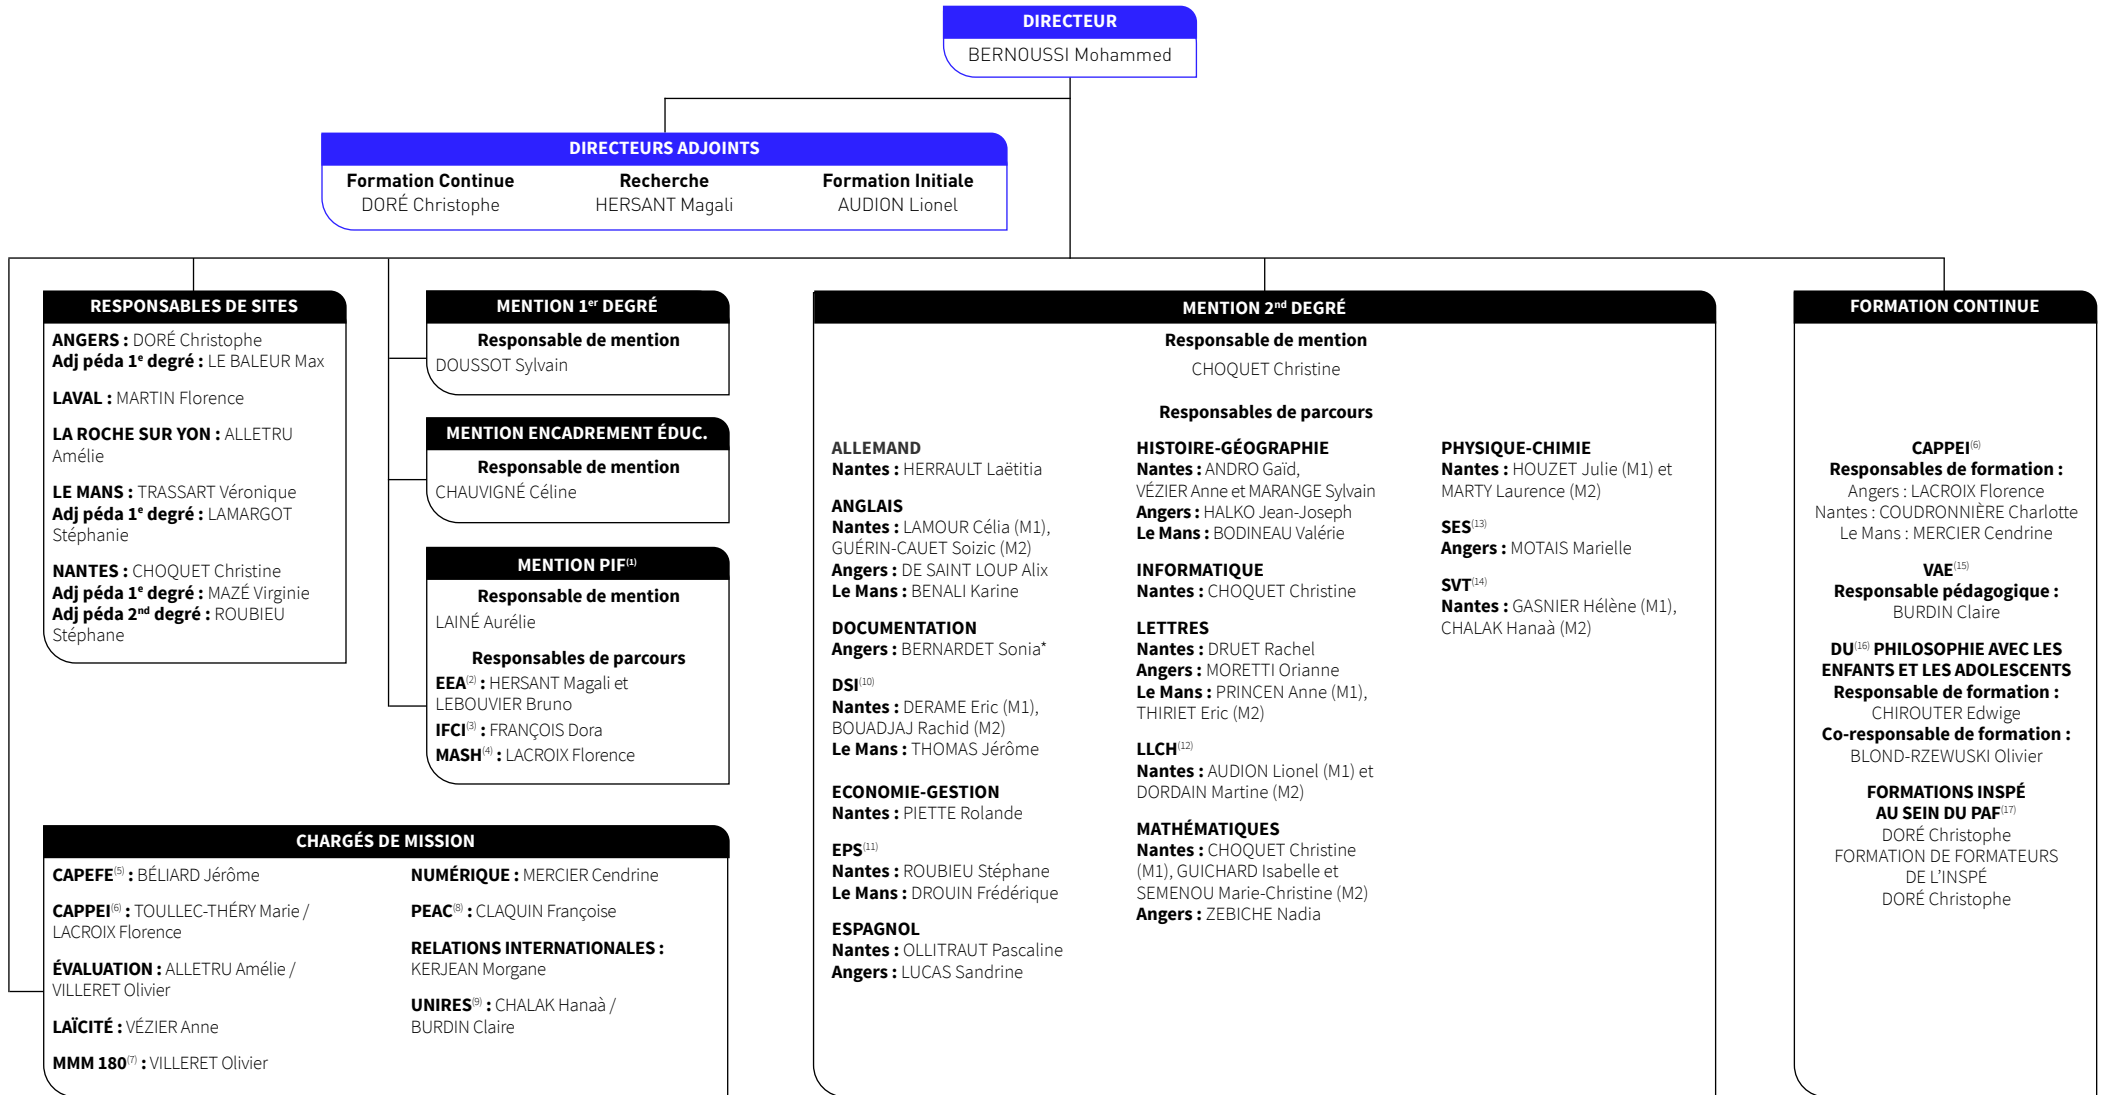 DIRECTEUR
BERNOUSSI Mohammed
DIRECTEURS ADJOINTS
Formation Continue
DORÉ Christophe
Recherche
HERSANT Magali
Formation Initiale
AUDION Lionel
RESPONSABLES DE SITES
ANGERS : DORÉ Christophe
Adj péda 1e degré : LE BALEUR Max
LAVAL : MARTIN Florence
LA ROCHE SUR YON : ALLETRU
Amélie
LE MANS : TRASSART Véronique
Adj péda 1e degré : LAMARGOT
Stéphanie
NANTES : CHOQUET Christine
Adj péda 1e degré : MAZÉ Virginie
Adj péda 2nd degré : ROUBIEU
Stéphane
MENTION 1er DEGRÉ
Responsable de mention
DOUSSOT Sylvain
MENTION ENCADREMENT ÉDUC.
Responsable de mention
CHAUVIGNÉ Céline
MENTION PIF(1)
Responsable de mention
LAINÉ Aurélie
Responsables de parcours
EEA(2) : HERSANT Magali et
LEBOUVIER Bruno
IFCI(3) : FRANÇOIS Dora
MASH(4) : LACROIX Florence
CHARGÉS DE MISSION
CAPEFE(5) : BÉLIARD Jérôme
CAPPEI(6) : TOULLEC-THÉRY Marie /
LACROIX Florence
ÉVALUATION : ALLETRU Amélie /
VILLERET Olivier
LAÏCITÉ : VÉZIER Anne
MMM 180(7) : VILLERET Olivier
NUMÉRIQUE : MERCIER Cendrine
PEAC(8) : CLAQUIN Françoise
RELATIONS INTERNATIONALES :
KERJEAN Morgane
UNIRES(9) : CHALAK Hanaà /
BURDIN Claire
MENTION 2nd DEGRÉ
Responsable de mention
CHOQUET Christine
Responsables de parcours
ALLEMAND
Nantes : HERRAULT Laëtitia
ANGLAIS
Nantes : LAMOUR Célia (M1),
GUÉRIN-CAUET Soizic (M2)
Angers : DE SAINT LOUP Alix
Le Mans : BENALI Karine
DOCUMENTATION
Angers : BERNARDET Sonia*
DSI(10)
Nantes : DERAME Eric (M1),
BOUADJAJ Rachid (M2)
Le Mans : THOMAS Jérôme
ECONOMIE-GESTION
Nantes : PIETTE Rolande
EPS(11)
Nantes : ROUBIEU Stéphane
Le Mans : DROUIN Frédérique
ESPAGNOL
Nantes : OLLITRAUT Pascaline
Angers : LUCAS Sandrine
HISTOIRE-GÉOGRAPHIE
Nantes : ANDRO Gaïd,
VÉZIER Anne et MARANGE Sylvain
Angers : HALKO Jean-Joseph
Le Mans : BODINEAU Valérie
INFORMATIQUE
Nantes : CHOQUET Christine
LETTRES
Nantes : DRUET Rachel
Angers : MORETTI Orianne
Le Mans : PRINCEN Anne (M1),
THIRIET Eric (M2)
LLCH(12)
Nantes : AUDION Lionel (M1) et
DORDAIN Martine (M2)
MATHÉMATIQUES
Nantes : CHOQUET Christine
(M1), GUICHARD Isabelle et
SEMENOU Marie-Christine (M2)
Angers : ZEBICHE Nadia
PHYSIQUE-CHIMIE
Nantes : HOUZET Julie (M1) et
MARTY Laurence (M2)
SES(13)
Angers : MOTAIS Marielle
SVT(14)
Nantes : GASNIER Hélène (M1),
CHALAK Hanaà (M2)
FORMATION CONTINUE
CAPPEI(6)
Responsables de formation :
Angers : LACROIX Florence
Nantes : COUDRONNIÈRE Charlotte
Le Mans : MERCIER Cendrine
VAE(15)
Responsable pédagogique :
BURDIN Claire
DU(16) PHILOSOPHIE AVEC LES
ENFANTS ET LES ADOLESCENTS
Responsable de formation :
CHIROUTER Edwige
Co-responsable de formation :
BLOND-RZEWUSKI Olivier
FORMATIONS INSPÉ
AU SEIN DU PAF(17)
DORÉ Christophe
FORMATION DE FORMATEURS
DE L'INSPÉ
DORÉ Christophe